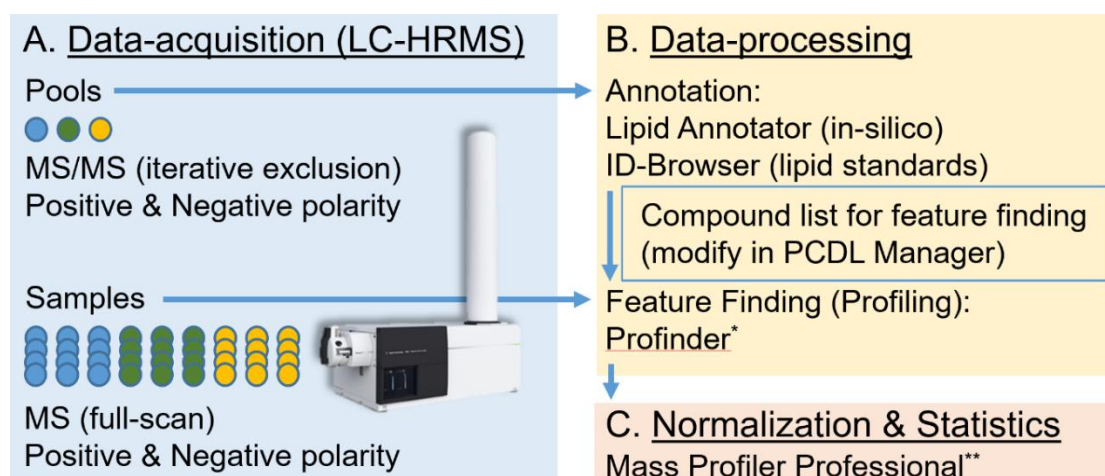 A. Data-acquisition (LC-HRMS)
Pools
MS/MS (iterative exclusion)
Positive & Negative polarity
Samples
MS (full-scan)
Positive & Negative polarity
B. Data-processing
Annotation:
Lipid Annotator (in-silico)
ID-Browser (lipid standards)
Compound list for feature finding
(modify in PCDL Manager)
Feature Finding (Profiling):
Profinder*
C. Normalization & Statistics
Mass Profiler Professional**